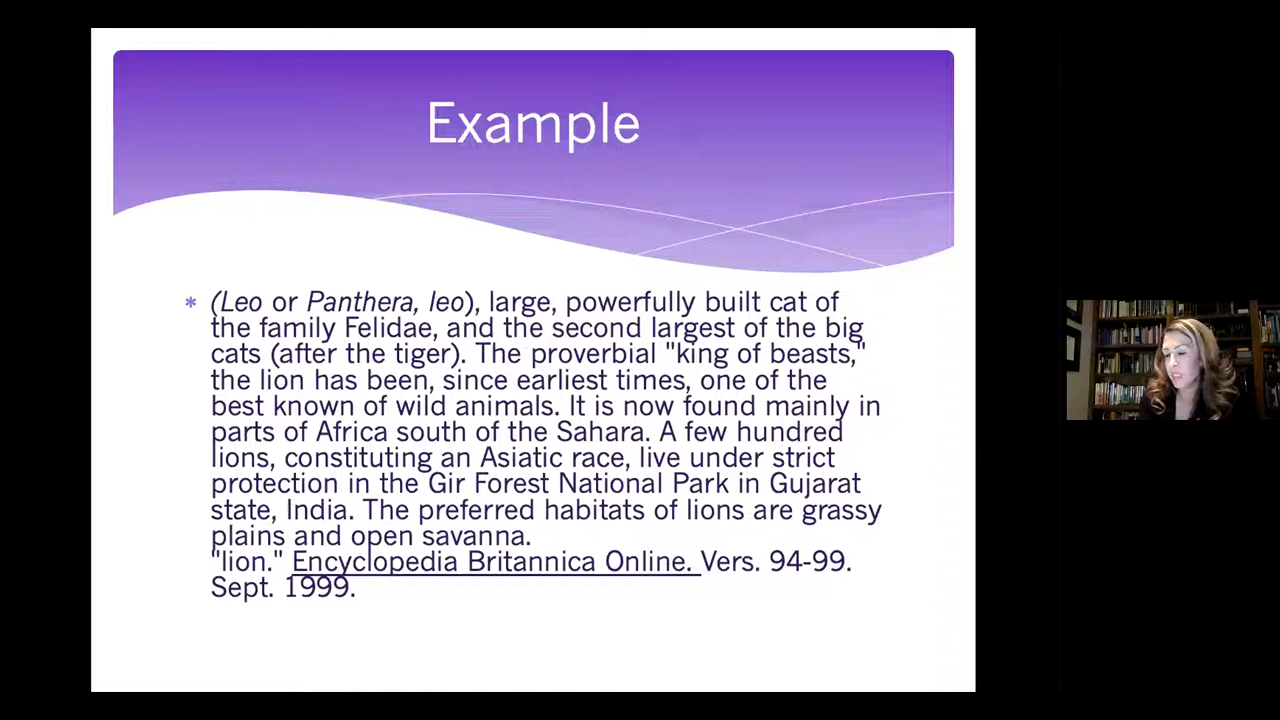 Example
* (Leo or Panthera, leo), large, powerfully built cat of
the family Felidae, and the second largest of the big
cats (after the tiger). The proverbial "king of beasts,"
the lion has been, since earliest times, one of the
best known of wild animals. It is now found mainly in
parts of Africa south of the Sahara. A few hundred
lions, constituting an Asiatic race, live under strict
protection in the Gir Forest National Park in Gujarat
state, India. The preferred habitats of lions are grassy
plains and open savanna.
"lion." Encyclopedia Britannica Online. Vers. 94-99.
Sept. 1999.